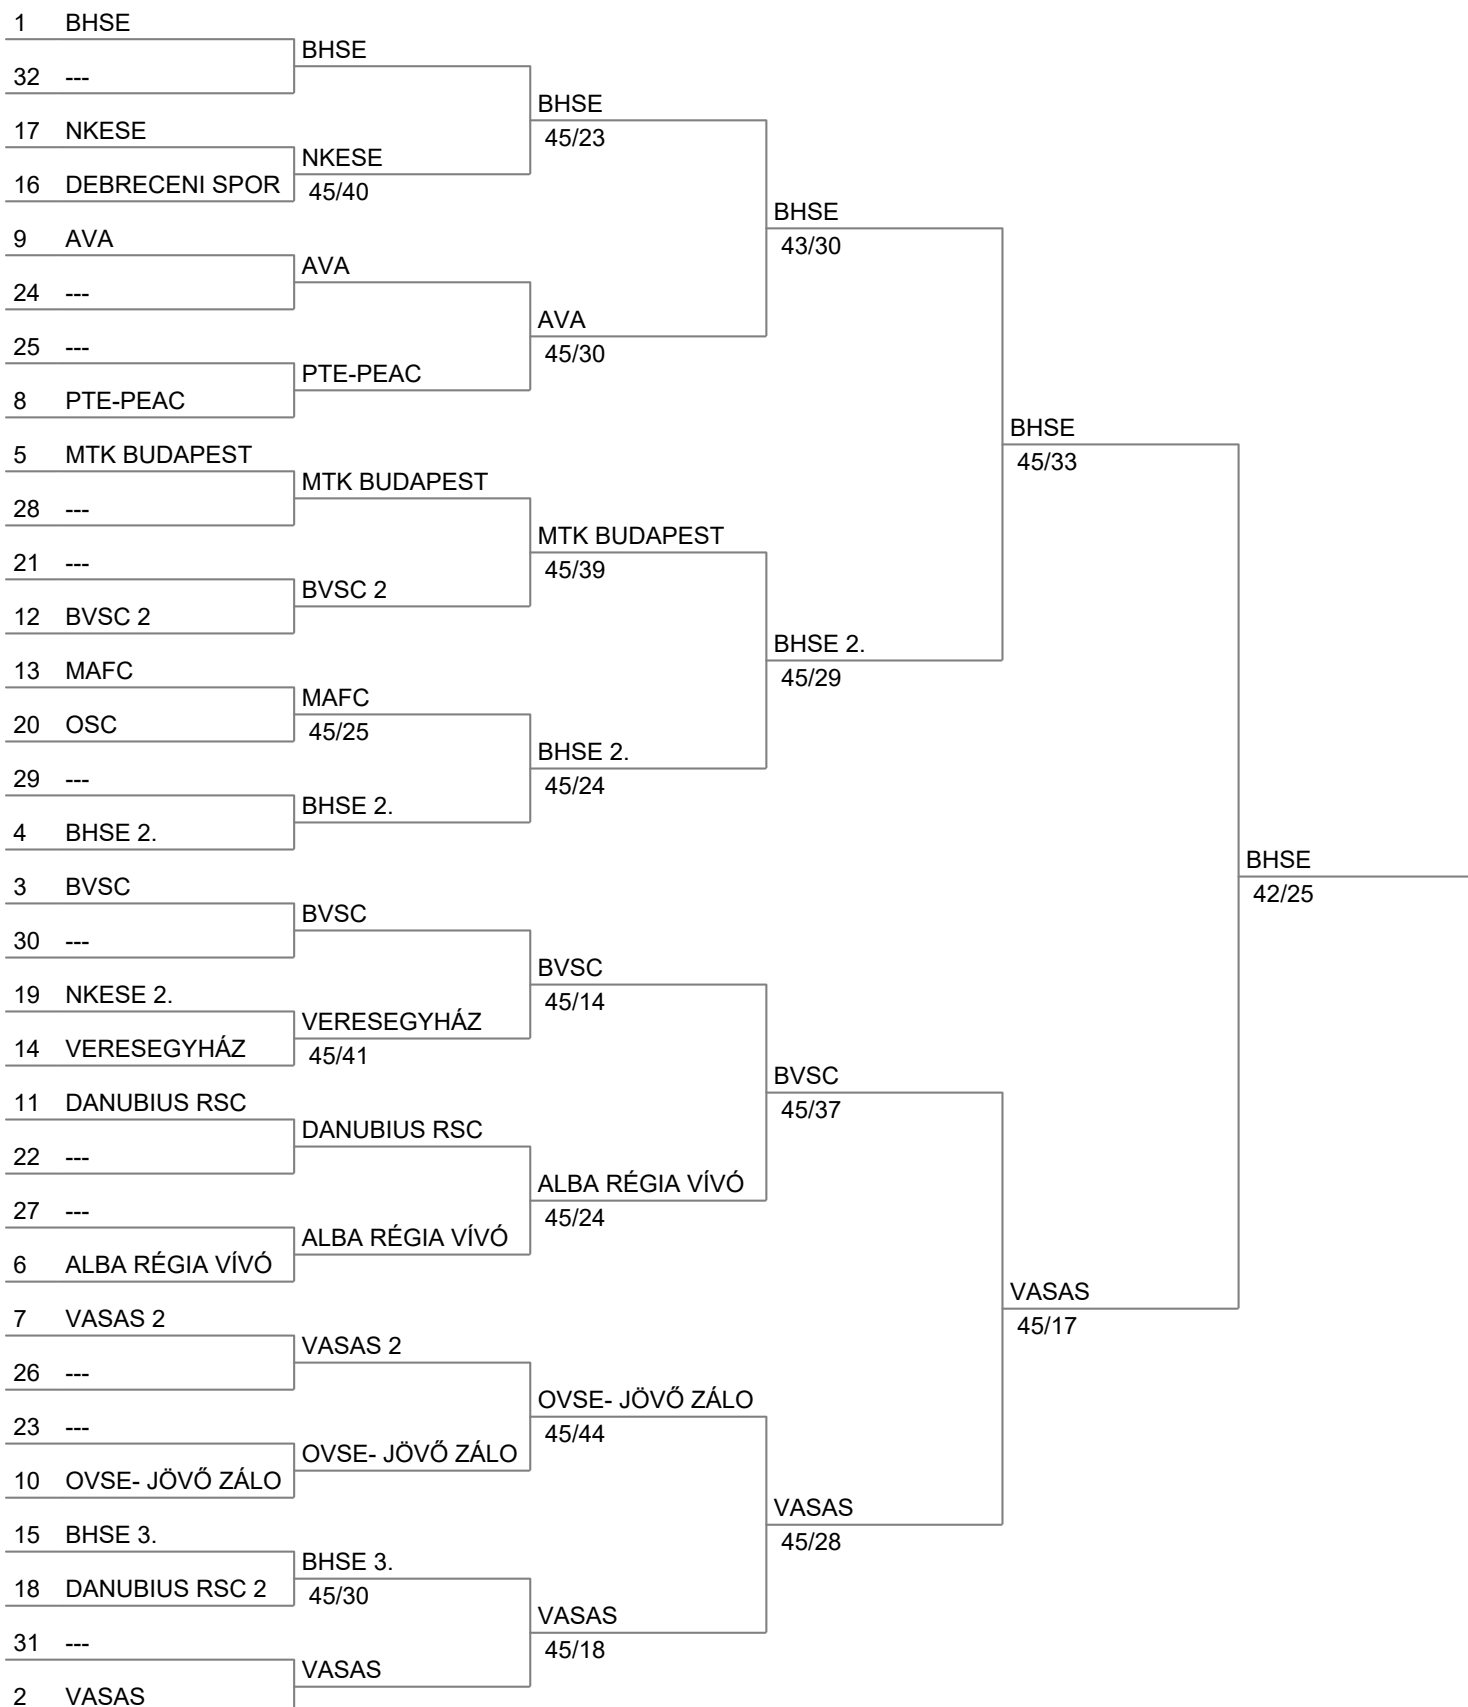 1 BHSE
32 ---
17 NKESE
16 DEBRECENI SPOR
9 AVA
24 ---
25 ---
8 PTE-PEAC
5 MTK BUDAPEST
28 ---
21 ---
12 BVSC 2
13 MAFC
20 OSC
29 ---
4 BHSE 2.
3 BVSC
30 ---
19 NKESE 2.
14 VERESEGYHÁZ
11 DANUBIUS RSC
22 ---
27 ---
6 ALBA RÉGIA VÍVÓ
7 VASAS 2
26 ---
23 ---
10 OVSE- JÖVŐ ZÁLO
15 BHSE 3.
18 DANUBIUS RSC 2
31 ---
2 VASAS
BHSE
NKESE
45/40
AVA
PTE-PEAC
MTK BUDAPEST
BVSC 2
MAFC
45/25
BHSE 2.
BVSC
VERESEGYHÁZ
45/41
DANUBIUS RSC
ALBA RÉGIA VÍVÓ
VASAS 2
OVSE- JÖVŐ ZÁLO
BHSE 3.
45/30
VASAS
BHSE
45/23
AVA
45/30
MTK BUDAPEST
45/39
BHSE 2.
45/24
BVSC
45/14
ALBA RÉGIA VÍVÓ
45/24
OVSE- JÖVŐ ZÁLO
45/44
VASAS
45/18
BHSE
43/30
BHSE 2.
45/29
BVSC
45/37
VASAS
45/28
BHSE
45/33
VASAS
45/17
BHSE
42/25